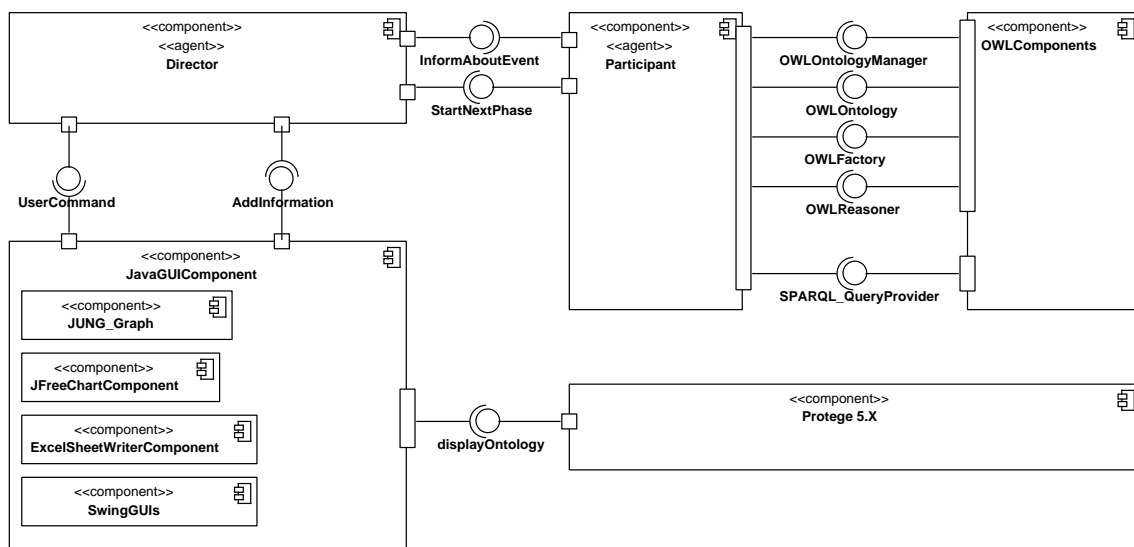 <<component>>
<<agent>>
Director
InformAboutEvent
StartNextPhase
<<component>>
<<agent>>
Participant
OWLOntologyManager
OWLOntology
OWLFactory
OWLReasoner
SPARQL_QueryProvider
<<component>>
OWLComponents
UserCommand
AddInformation
<<component>>
JavaGUIComponent
<<component>>
JUNG_Graph
<<component>>
JFreeChartComponent
<<component>>
ExcelSheetWriterComponent
<<component>>
SwingGUIs
displayOntology
<<component>>
Protege 5.X